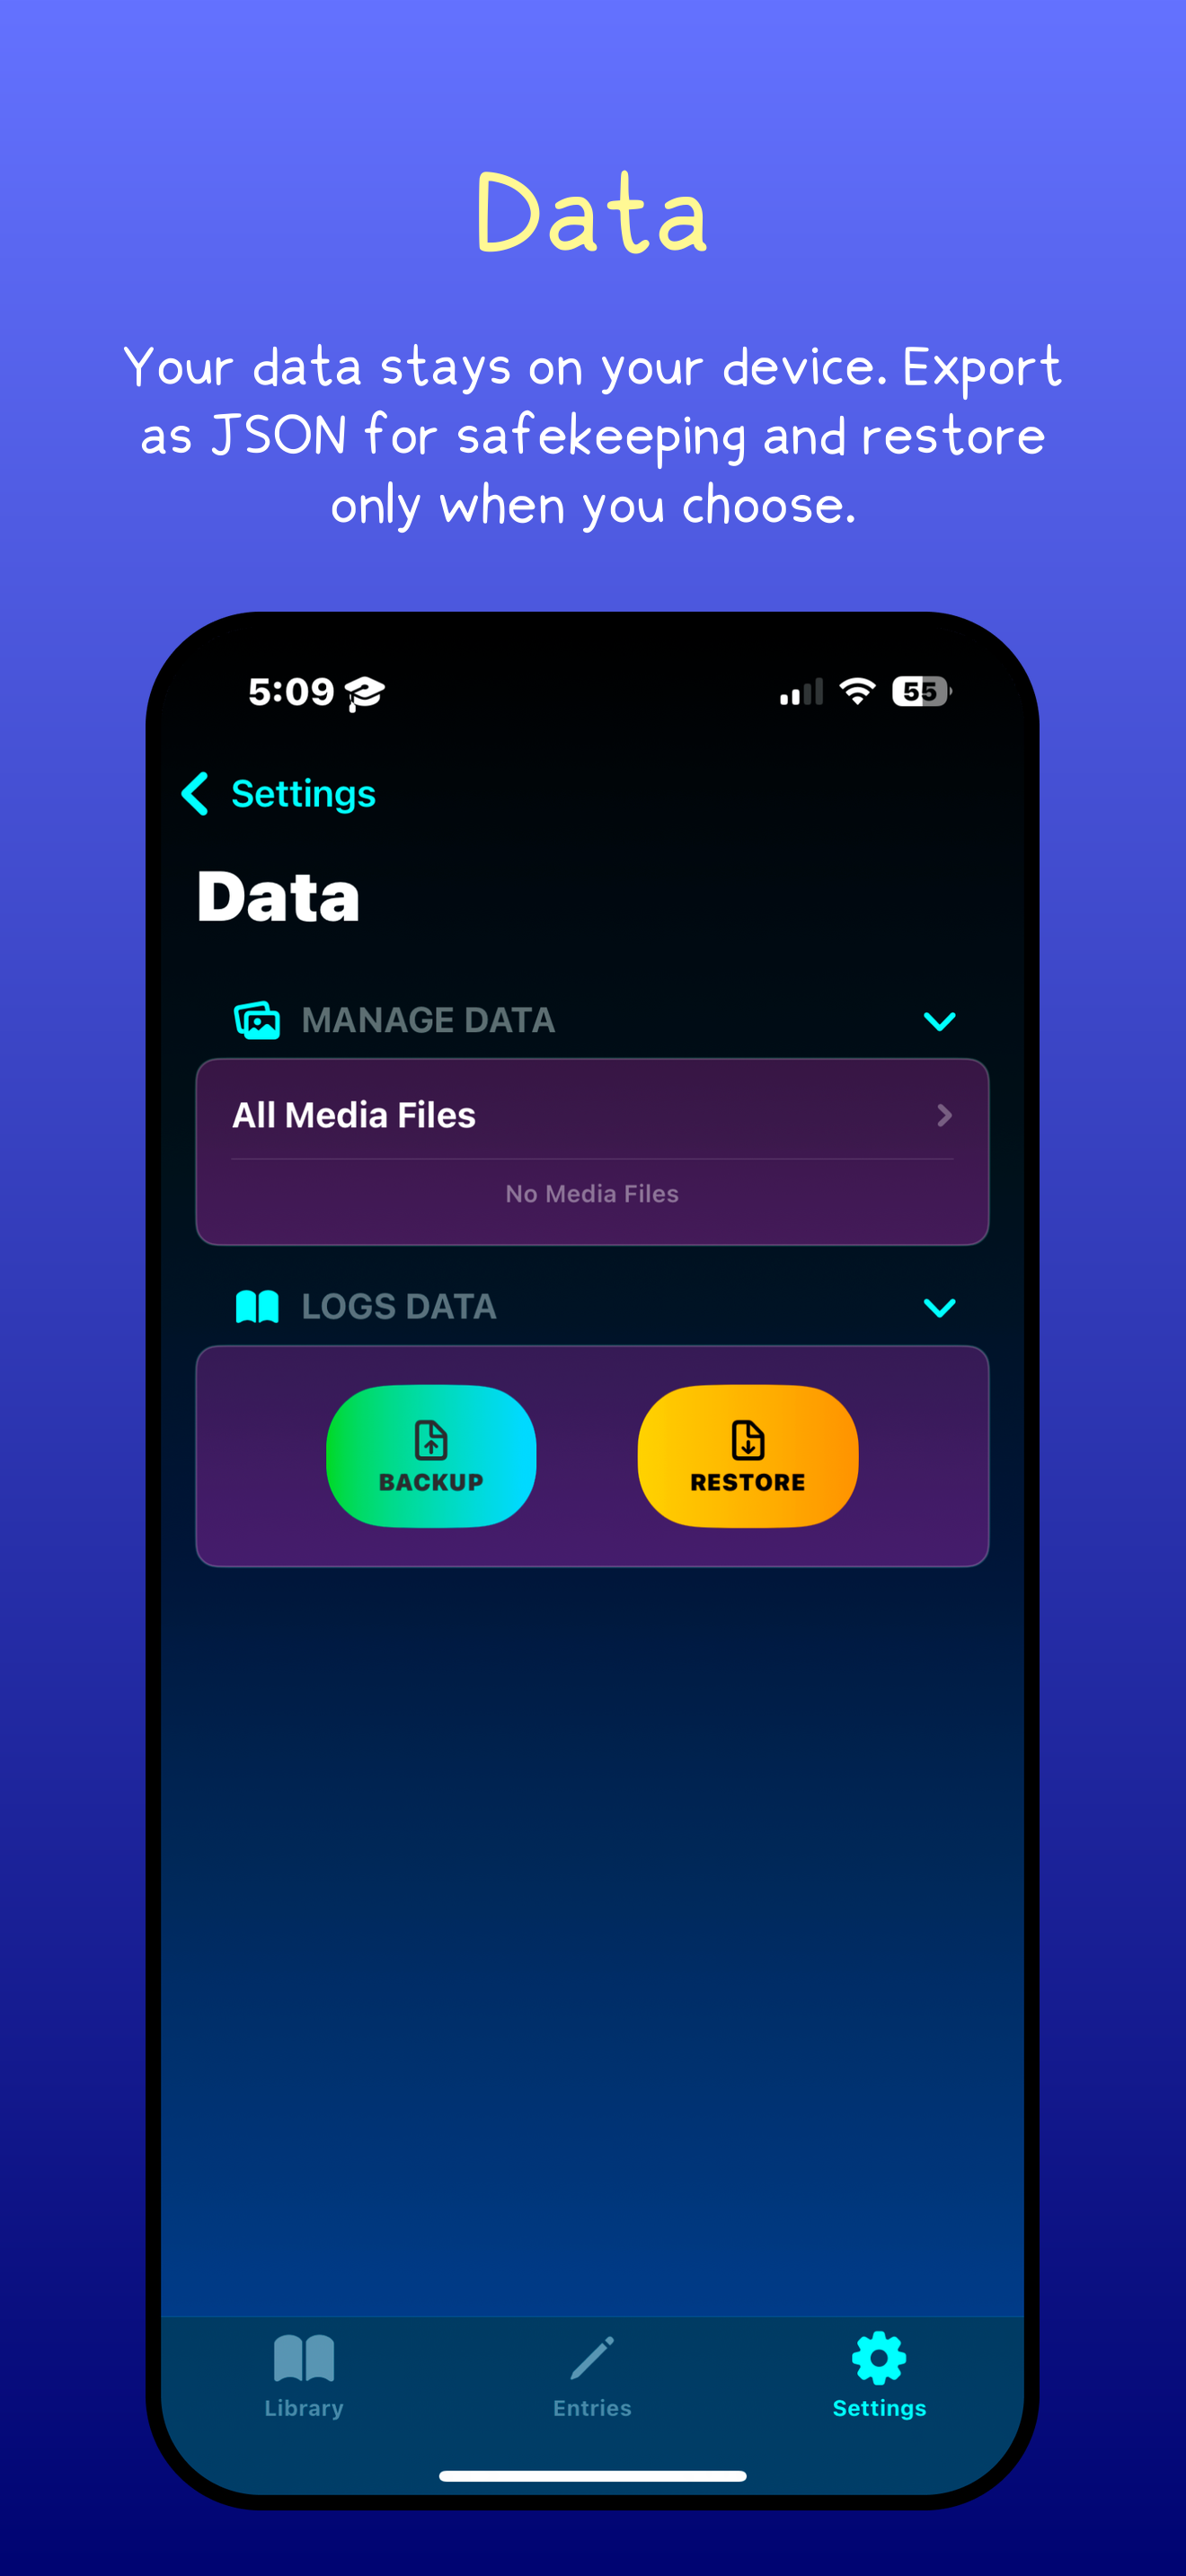 Data
Your data stays on your device. Export
as JSON for safekeeping and restore
only when you choose.
5:09 55
Settings
Data
MANAGE DATA
All Media Files
No Media Files
LOGS DATA
BACKUP RESTORE
Library Entries Settings